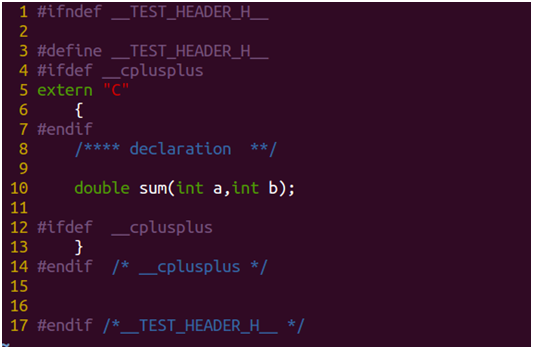 1 #ifndef __TEST_HEADER_H__
2
3 #define __TEST_HEADER_H__
4 #ifdef __cplusplus
5 extern "C"
6     {
7 #endif
8     /**** declaration  **/
9
10     double sum(int a,int b);
11
12 #ifdef  __cplusplus
13     }
14 #endif  /* __cplusplus */
15
16
17 #endif /*__TEST_HEADER_H__ */
~